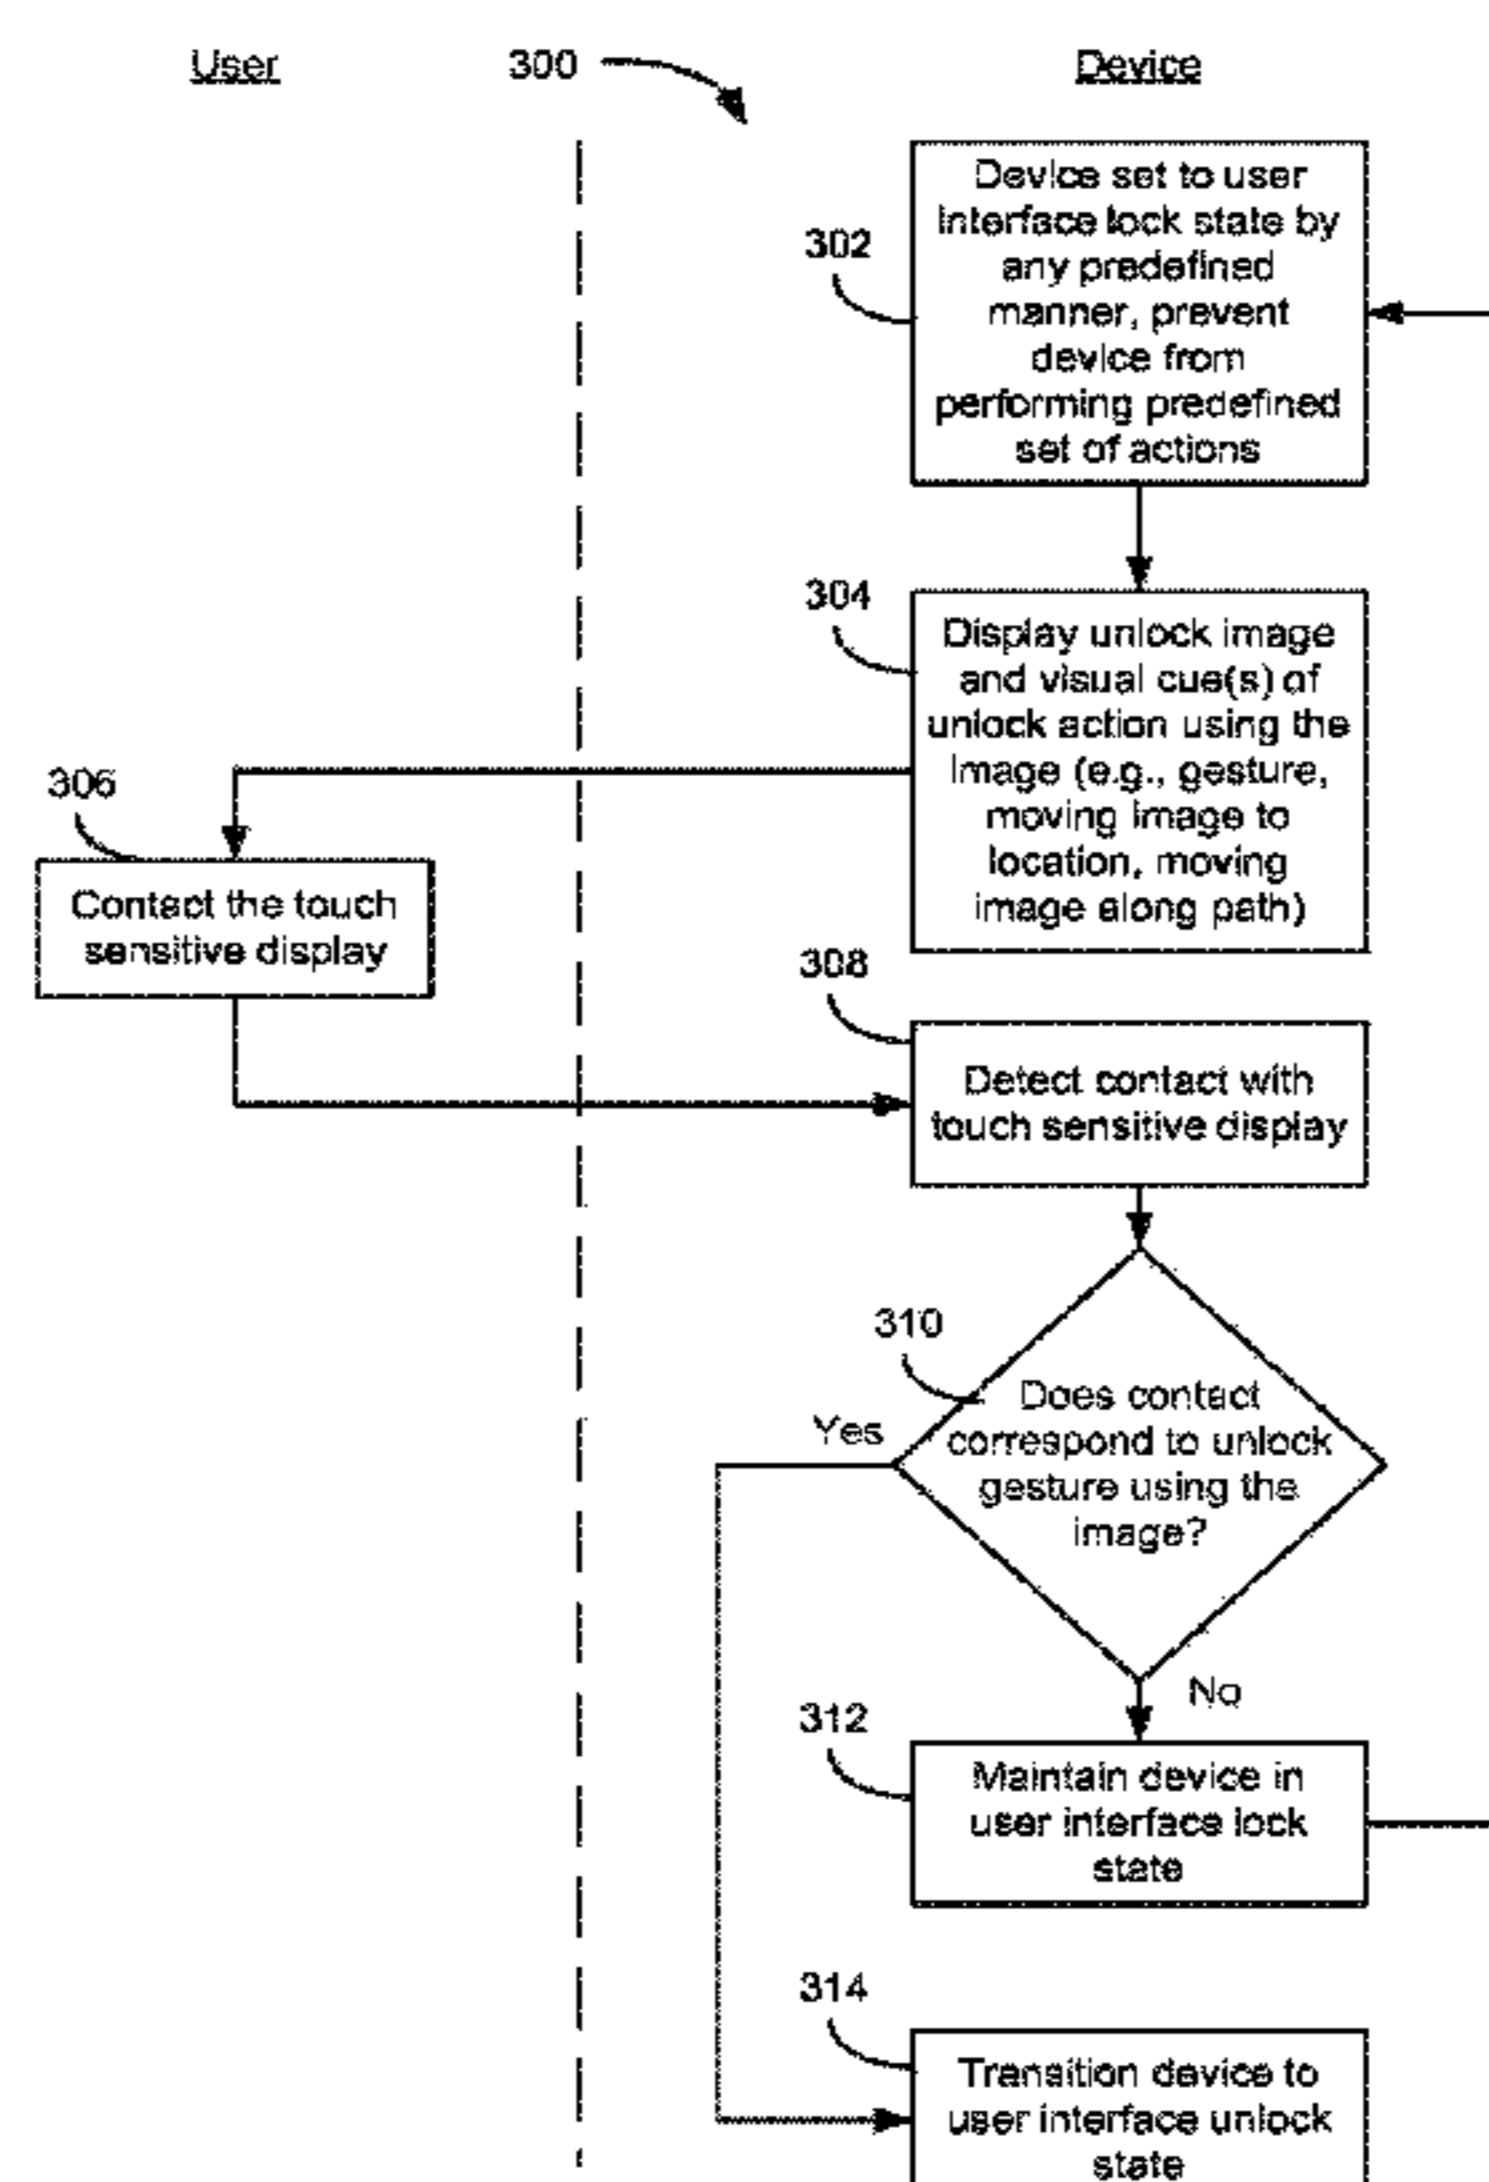 User
300
Device
302
Device set to user
interface lock state by
any predefined
manner, prevent
device from
performing predefined
set of actions
304
Display unlock image
and visual cue(s) of
unlock action using the
image (e.g., gesture,
moving image to
location, moving
image along path)
306
Contact the touch
sensitive display
308
Detect contact with
touch sensitive display
310
Does contact
correspond to unlock
gesture using the
image?
Yes
No
312
Maintain device in
user interface lock
state
314
Transition device to
user interface unlock
state